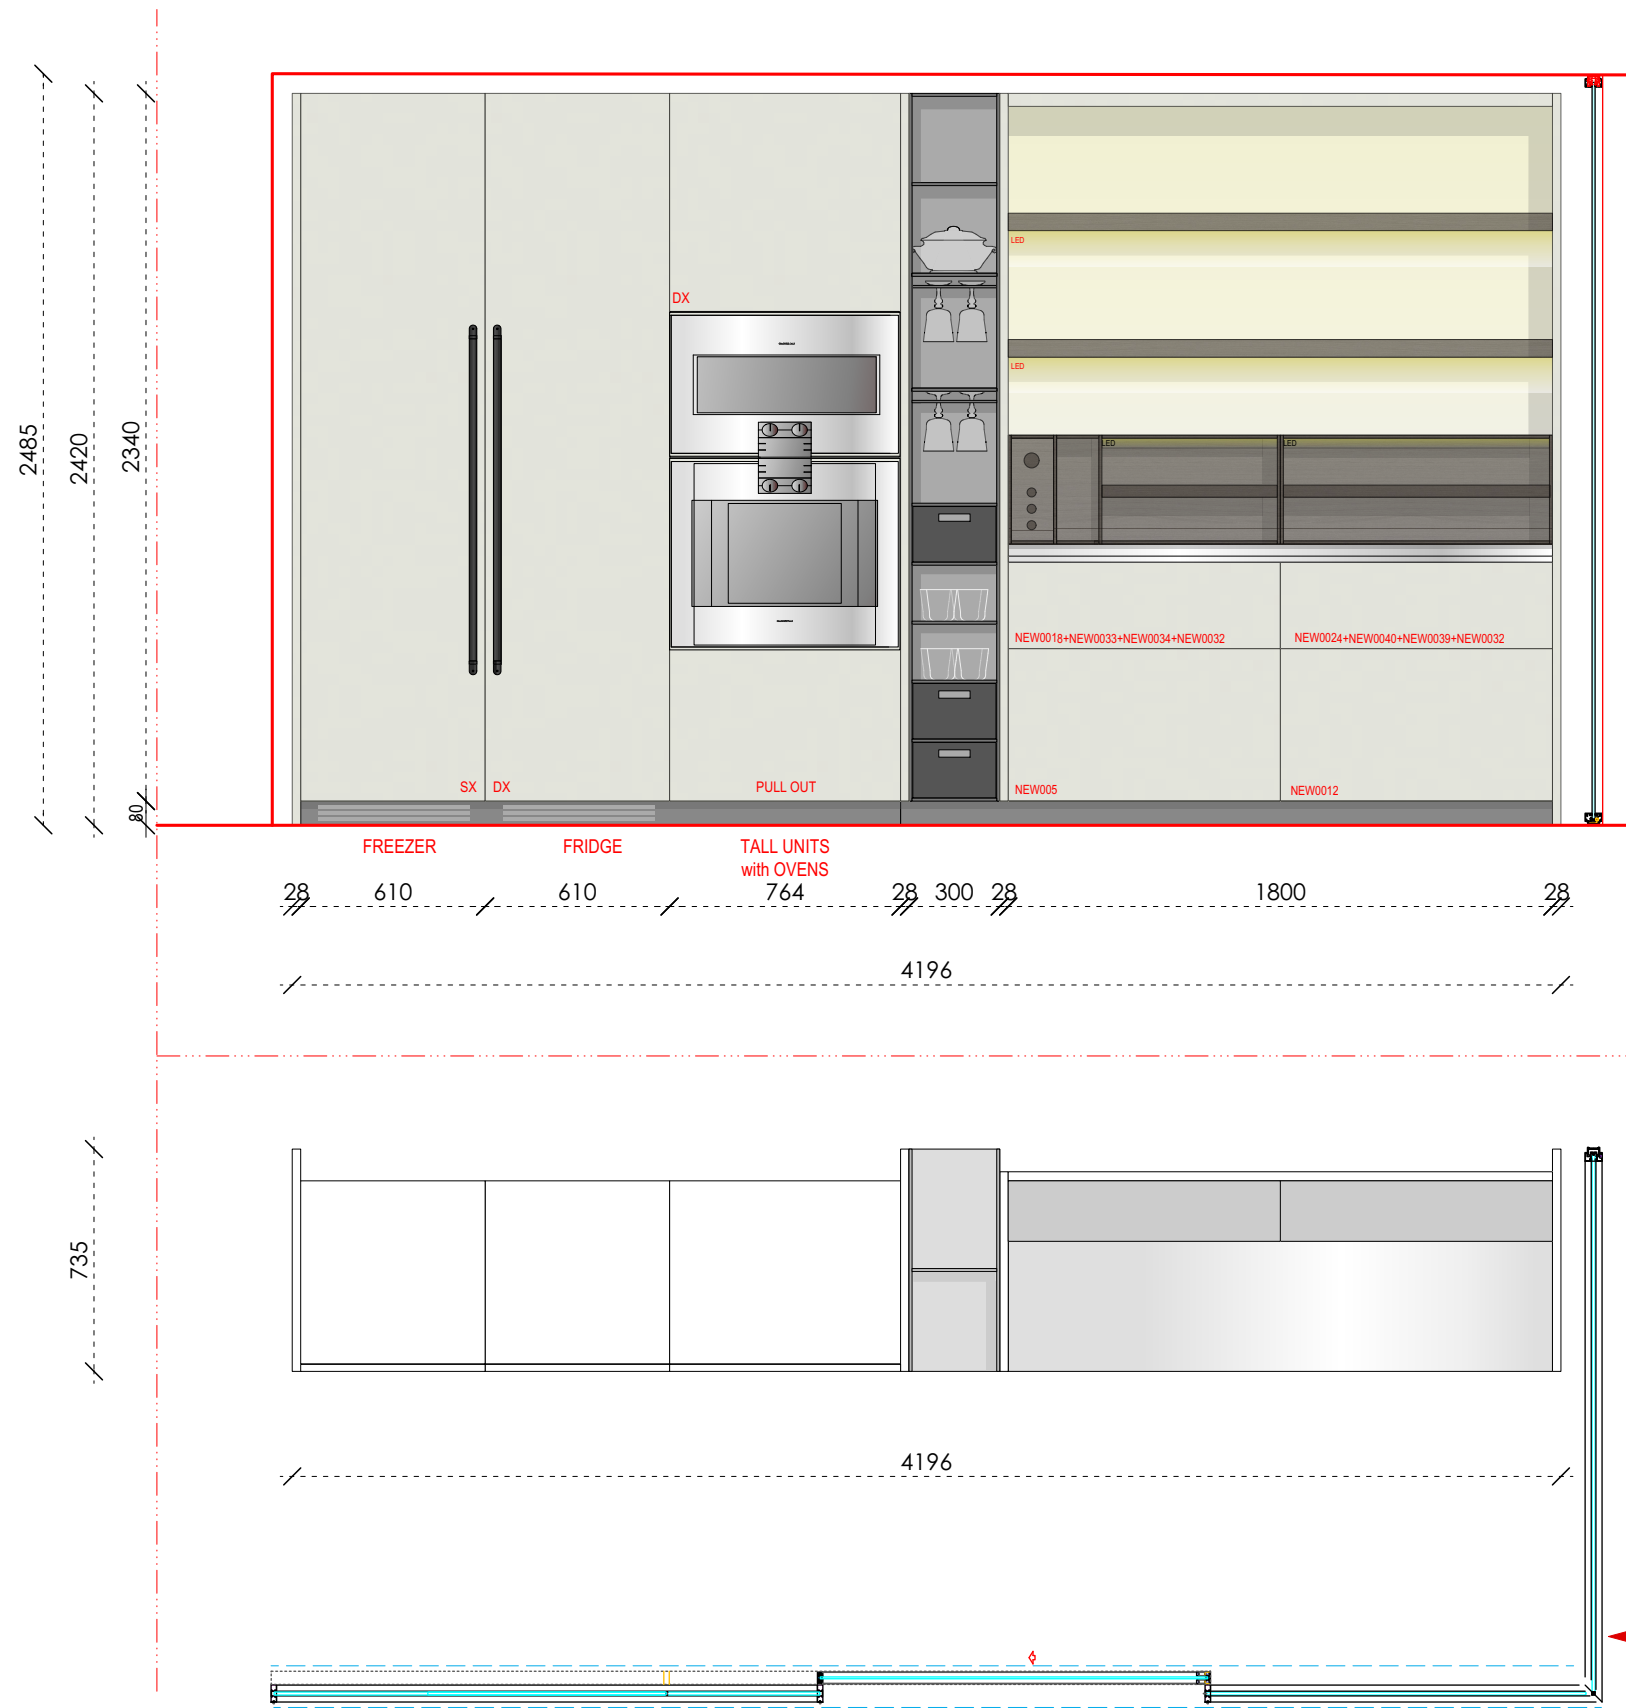 2485
2420
2340
80
DX
LED
LED
LED
LED
NEW0018+NEW0033+NEW0034+NEW0032
NEW0024+NEW0040+NEW0039+NEW0032
SX
DX
PULL OUT
NEW005
NEW0012
FREEZER
FRIDGE
TALL UNITS
with OVENS
28
610
610
764
28
300
28
1800
28
4196
735
4196